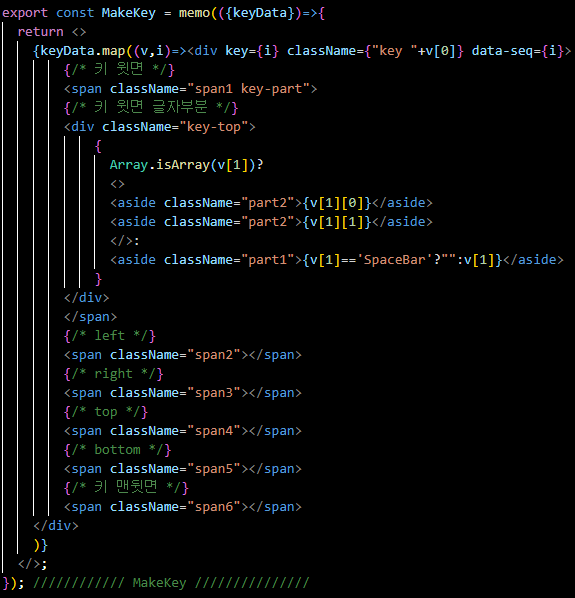 export const MakeKey = memo(({keyData})=>{
  return <>
    {keyData.map((v,i)=><div key={i} className={"key "+v[0]} data-seq={i}>
        {/* 키 윗면 */}
        <span className="span1 key-part">
        {/* 키 윗면 글자부분 */}
        <div className="key-top">
            {
              Array.isArray(v[1])?
              <>
              <aside className="part2">{v[1][0]}</aside>
              <aside className="part2">{v[1][1]}</aside>
              </>:
              <aside className="part1">{v[1]=='SpaceBar'?"":v[1]}</aside>
            }
        </div>
        </span>
        {/* left */}
        <span className="span2"></span>
        {/* right */}
        <span className="span3"></span>
        {/* top */}
        <span className="span4"></span>
        {/* bottom */}
        <span className="span5"></span>
        {/* 키 맨뒷면 */}
        <span className="span6"></span>
    </div>
    )}
  </>;
}); //////////// MakeKey ///////////////